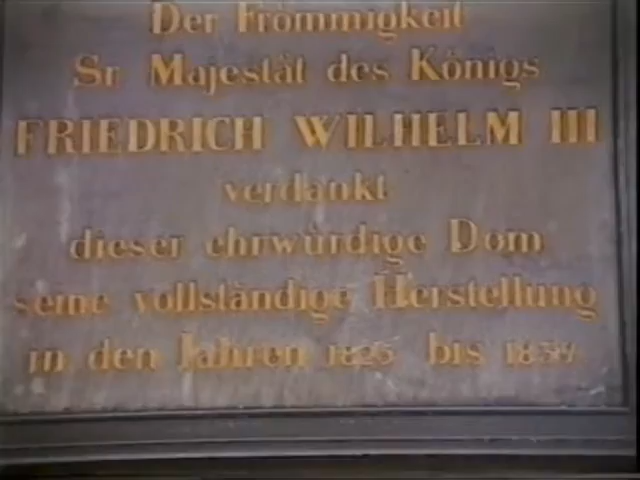 Der Frömmigkeit
Sr Majestät des Königs
FRIEDRICH WILHELM III
verdankt
dieser ehrwürdige Dom
seine vollständige Herstellung
in den Jahren 1825 bis